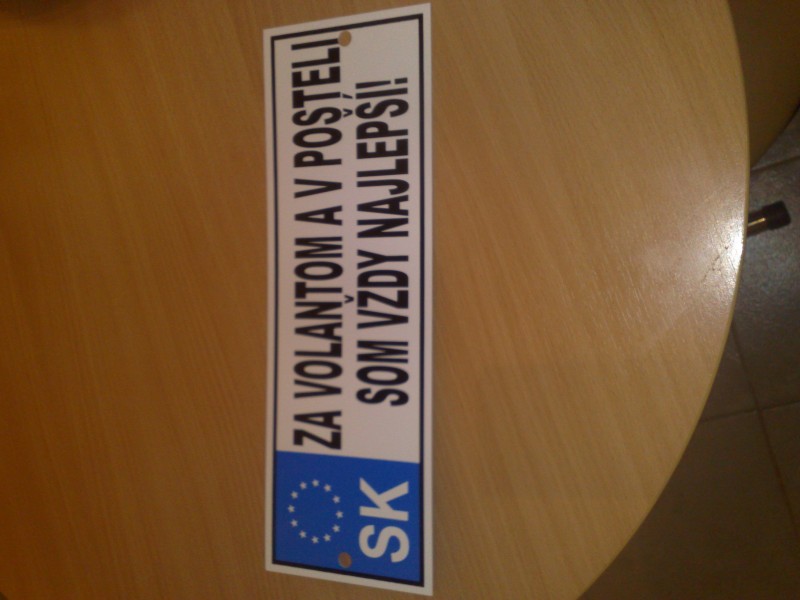 SK
ZA VOLANTOM A V POSTELI
SOM VŽDY NAJLEPŠÍ!